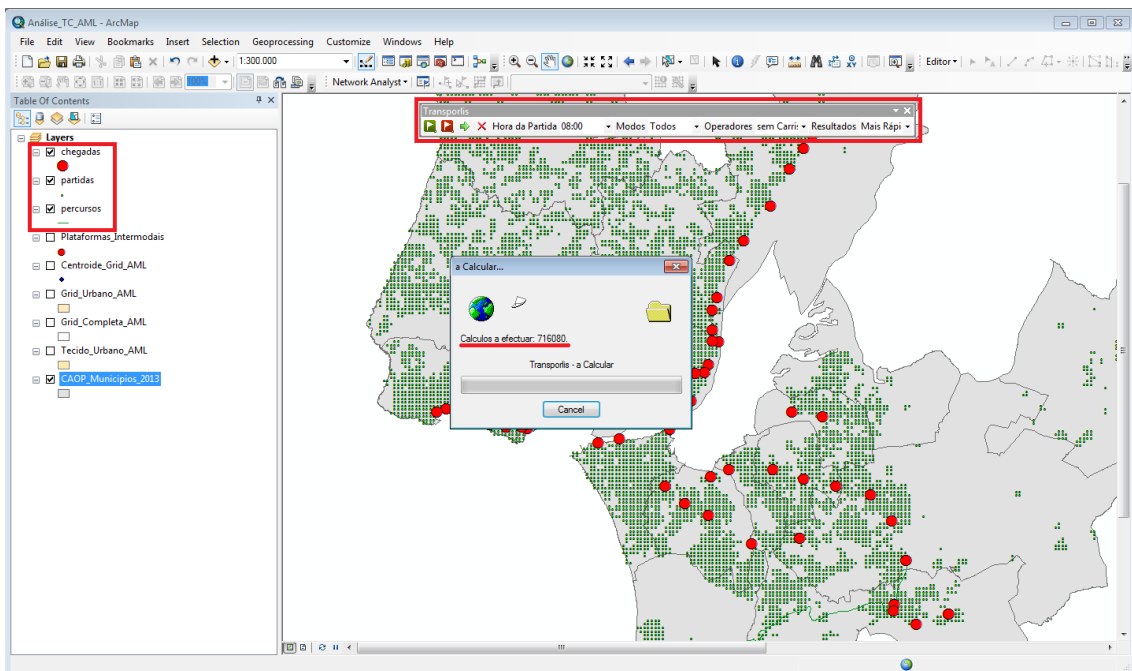 Análise_TC_AML - ArcMap
File Edit View Bookmarks Insert Selection Geoprocessing Customize Windows Help
1:300.000
Editor
Network Analyst
Table Of Contents
Transporlis
Hora da Partida 08:00 Modos Todos Operadores sem Carris Resultados Mais Rápi
Layers
chegadas
partidas
percursos
Plataformas_Intermodais
Centroide_Grid_AML
Grid_Urbano_AML
Grid_Completa_AML
Tecido_Urbano_AML
CAOP_Municipios_2013
a Calcular...
Calculos a efectuar: 716080.
Transporlis - a Calcular
Cancel